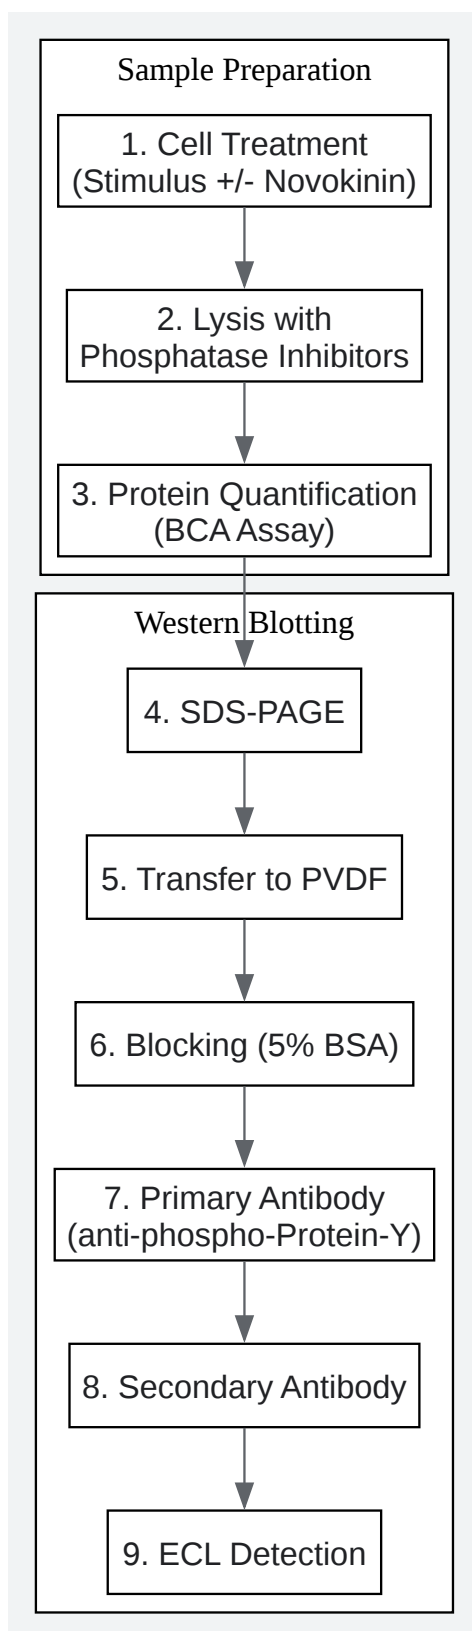 Sample Preparation
1. Cell Treatment
(Stimulus +/- Novokinin)
2. Lysis with
Phosphatase Inhibitors
3. Protein Quantification
(BCA Assay)
Western Blotting
4. SDS-PAGE
5. Transfer to PVDF
6. Blocking (5% BSA)
7. Primary Antibody
(anti-phospho-Protein-Y)
8. Secondary Antibody
9. ECL Detection